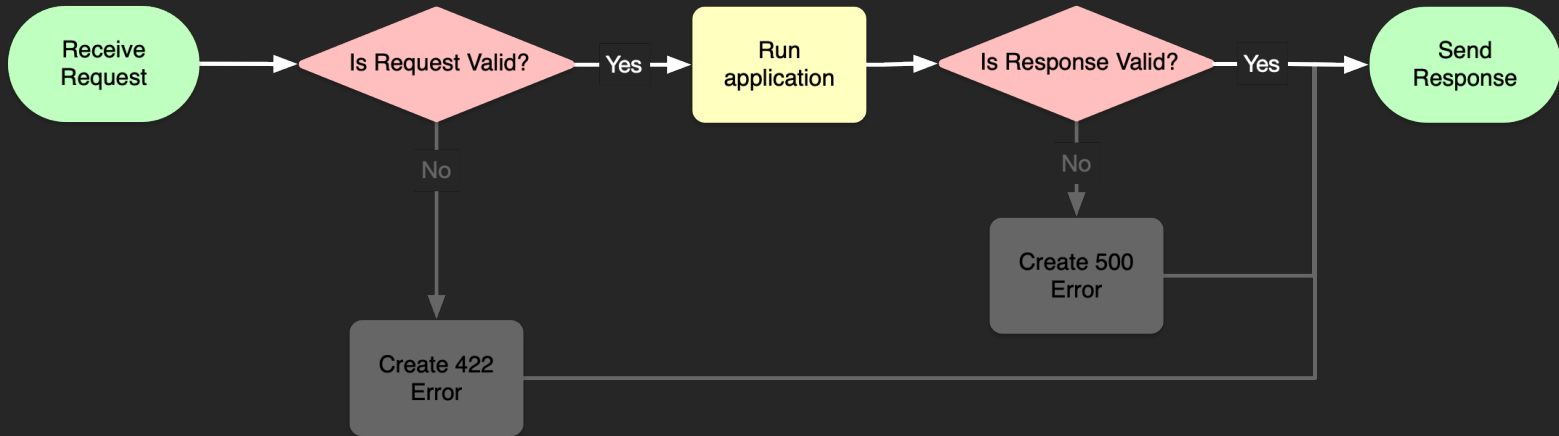 Receive
Request
Is Request Valid?
Yes
Run
application
Is Response Valid?
Yes
Send
Response
No
No
Create 500
Error
Create 422
Error